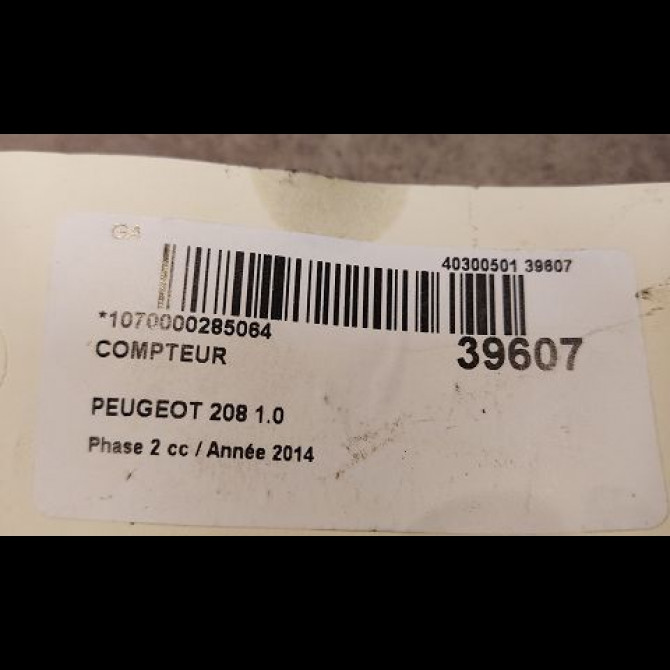 GA
40300501 39607
*1070000285064
COMPTEUR
39607
PEUGEOT 208 1.0
Phase 2 cc / Année 2014